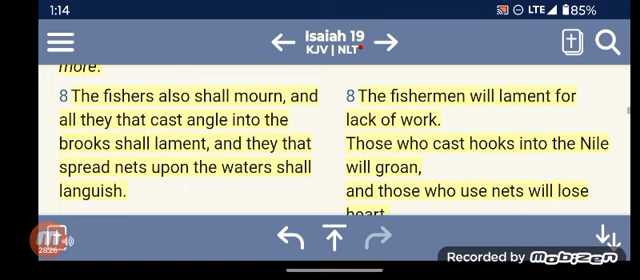 1:14
LTE 85%
Isaiah 19
KJV | NLT
more.
8 The fishers also shall mourn, and
all they that cast angle into the
brooks shall lament, and they that
spread nets upon the waters shall
languish.
8 The fishermen will lament for
lack of work.
Those who cast hooks into the Nile
will groan,
and those who use nets will lose
heart.
28:26
Recorded by Mobizen